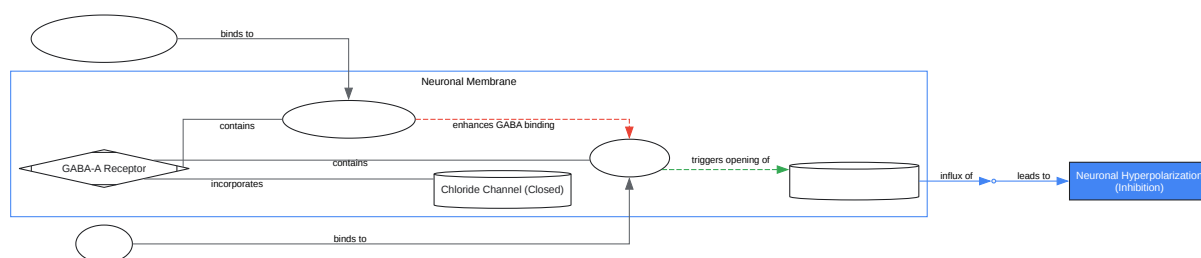 binds to
Neuronal Membrane
contains
enhances GABA binding
GABA-A Receptor
contains
triggers opening of
incorporates
Chloride Channel (Closed)
influx of
leads to
Neuronal Hyperpolarization
(Inhibition)
binds to